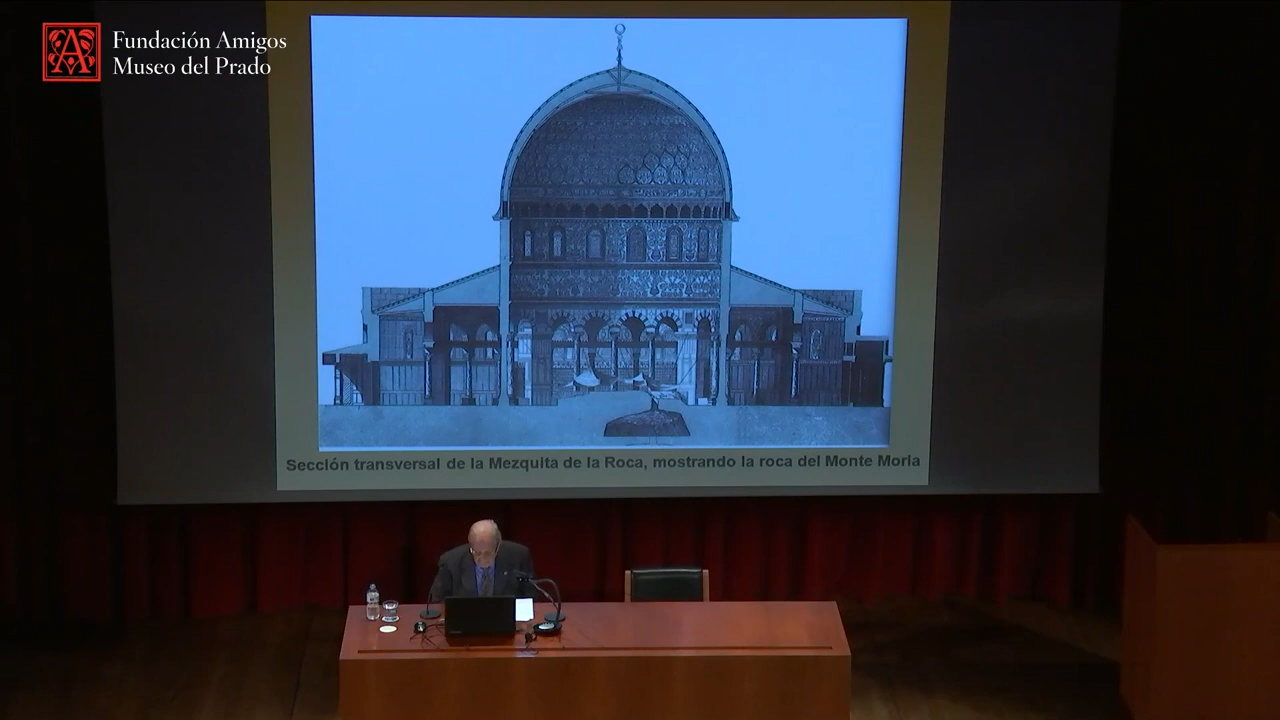 Fundación Amigos
Museo del Prado
Sección transversal de la Mezquita de la Roca, mostrando la roca del Monte Moria